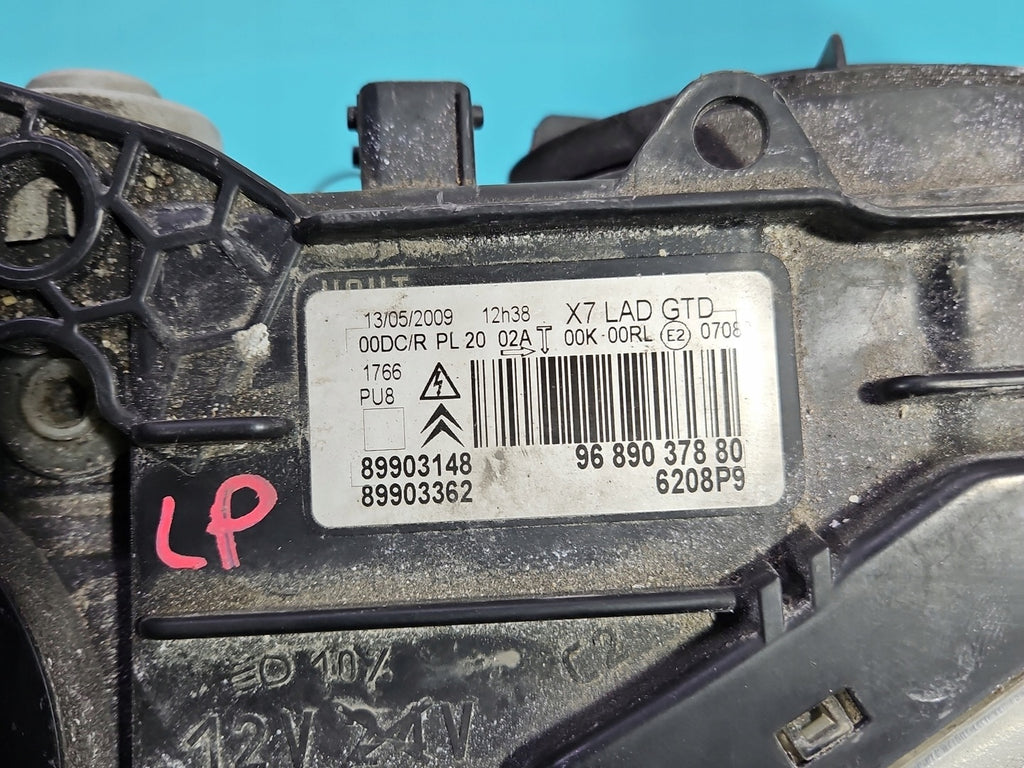 13/05/2009 12h38 X7 LAD GTD
00DC/R PL 20 02A 00K-00RL E2 0708
1766
PU8
89903148 96 890 378 80
89903362 6208P9
LP
10%
12V 24V